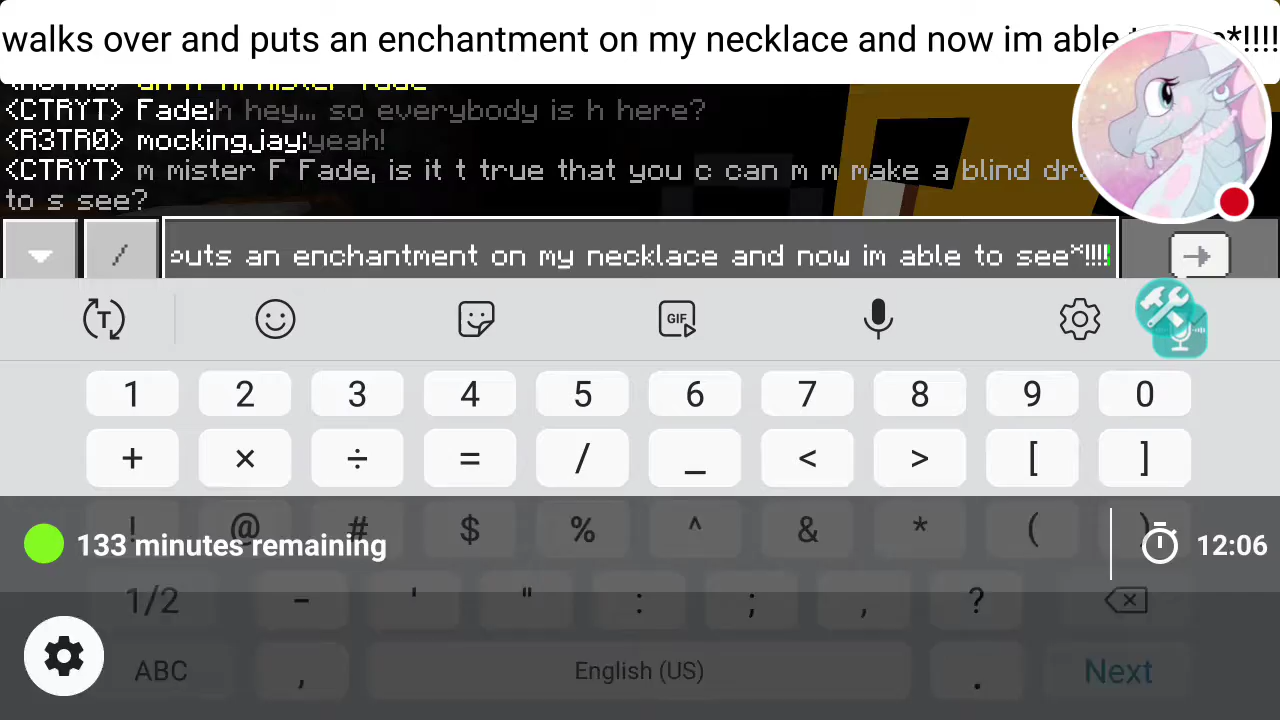 walks over and puts an enchantment on my necklace and now im able *!!!!
<CTRYT> Fade:h hey... so everybody is h here?
<R3TR0> mockingjay:yeah!
<CTRYT> m mister F Fade, is it t true that you c can m m make a blind
to s see?
/ puts an enchantment on my necklace and now im able to see*!!!!
T GIF
1 2 3 4 5 6 7 8 9 0
+ × ÷ = / _ < > [ ]
! @ # $ % ^ & * ( )
133 minutes remaining 12:06
1/2 - ' " : ; , ?
ABC , English (US) . Next